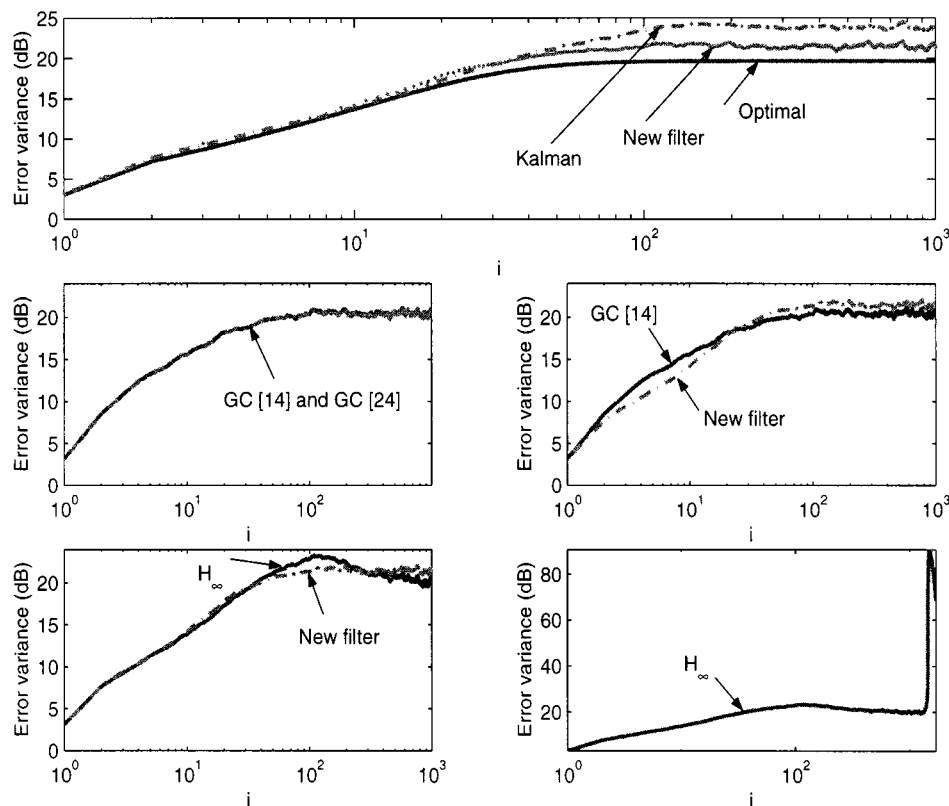 Error variance (dB)
25
20
15
10
5
0
Kalman
New filter
Optimal
10^0
10^1
10^2
10^3
i
Error variance (dB)
20
15
10
5
0
GC [14] and GC [24]
10^0
10^1
10^2
i
Error variance (dB)
20
15
10
5
0
GC [14]
New filter
10^0
10^1
10^2
10^3
i
Error variance (dB)
20
15
10
5
0
H∞
New filter
10^0
10^1
10^2
10^3
i
Error variance (dB)
80
60
40
20
H∞
10^0
10^2
i